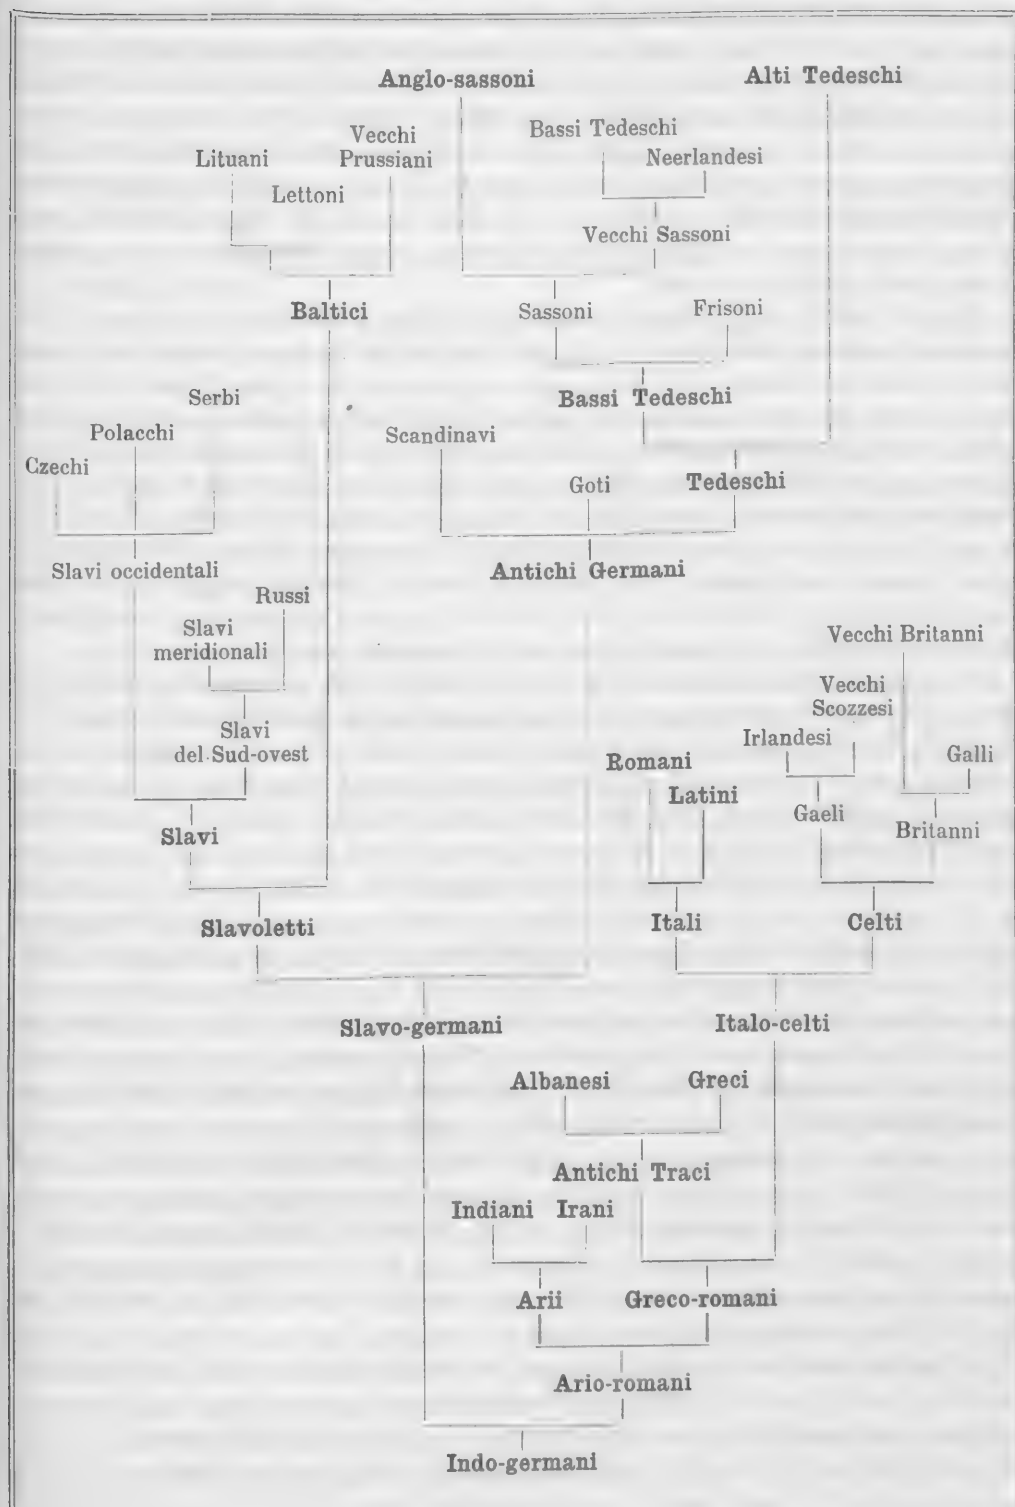 Anglo-sassoni
Alti Tedeschi
Bassi Tedeschi
Vecchi
Prussiani
Lituani
Neerlandesi
Lettoni
Vecchi Sassoni
Baltici
Sassoni
Frisoni
Serbi
Bassi Tedeschi
Polacchi
Scandinavi
Czechi
Goti
Tedeschi
Slavi occidentali
Antichi Germani
Russi
Slavi
meridionali
Vecchi Britanni
Vecchi
Scozzesi
Slavi
del Sud-ovest
Irlandesi
Galli
Romani
Latini
Gaeli
Britanni
Slavi
Slavoletti
Itali
Celti
Slavo-germani
Italo-celti
Albanesi
Greci
Antichi Traci
Indiani
Irani
Arii
Greco-romani
Ario-romani
Indo-germani